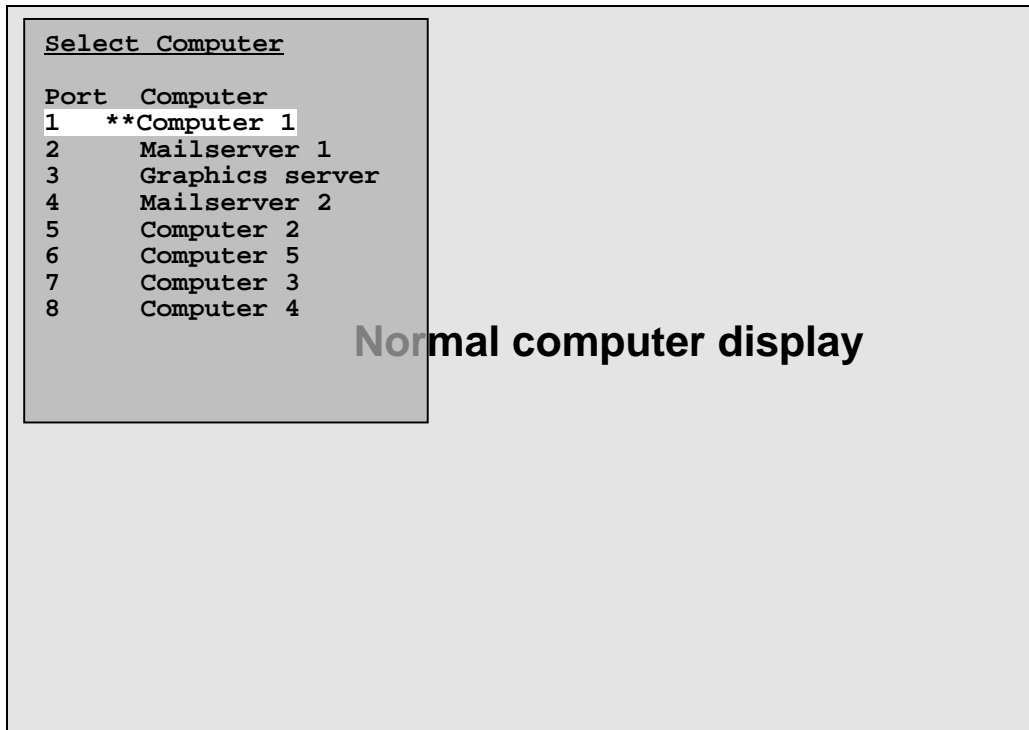 Select Computer
Port Computer
1 **Computer 1
2 Mailserver 1
3 Graphics server
4 Mailserver 2
5 Computer 2
6 Computer 5
7 Computer 3
8 Computer 4
Normal computer display